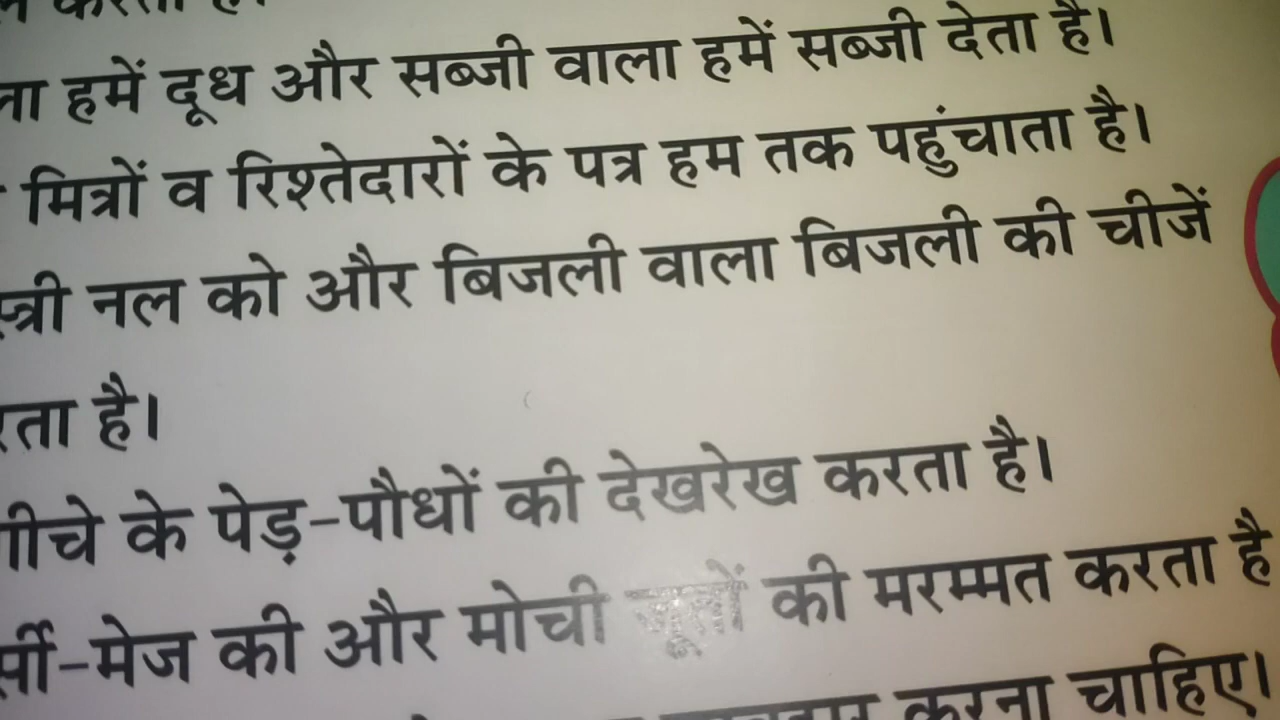 हमें दूध और सब्जी वाला हमें सब्जी देता है।
मित्रों व रिश्तेदारों के पत्र हम तक पहुंचाता है।
नल को और बिजली वाला बिजली की चीजें
है।
के पेड़-पौधों की देखरेख करता है।
मेज की और मोची जूतों की मरम्मत करता है
करना चाहिए।